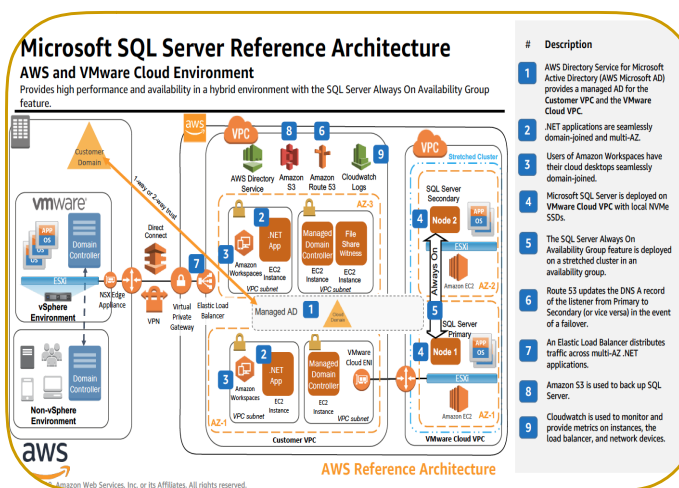 Microsoft SQL Server Reference Architecture
AWS and VMware Cloud Environment
Provides high performance and availability in a hybrid environment with the SQL Server Always On Availability Group
feature.
Customer
Domain
vmware®
APP
OS
Domain
Controller
ESXi
vSphere
Environment
NSX Edge
Appliance
Domain
Controller
Non-vSphere
Environment
1-way or 2-way trust
Direct
Connect
VPN
7
Virtual
Private
Gateway
Elastic Load
Balancer
aws
VPC
8
6
9
AWS Directory
Service
Amazon
S3
Amazon
Route 53
Cloudwatch
Logs
AZ-3
2
3
Amazon
Workspaces
.NET
App
EC2
Instance
VPC subnet
Managed
Domain
Controller
File
Share
Witness
EC2
Instance
EC2
Instance
VPC subnet
Managed AD
1
2
3
Amazon
Workspaces
.NET
App
EC2
Instance
VPC subnet
AZ-1
Managed
Domain
Controller
EC2
Instance
VPC subnet
VMware
Cloud ENI
Customer VPC
VPC
Stretched Cluster
SQL Server
Secondary
4
Node 2
APP
OS
ESXi
Amazon EC2
AZ-2
Always On
5
SQL Server
Primary
4
Node 1
APP
OS
ESXi
Amazon EC2
AZ-1
VMware Cloud VPC
aws
AWS Reference Architecture
Amazon Web Services, Inc. or its Affiliates. All rights reserved.
# Description
1 AWS Directory Service for Microsoft
Active Directory (AWS Microsoft AD)
provides a managed AD for the
Customer VPC and the VMware
Cloud VPC.
2 .NET applications are seamlessly
domain-joined and multi-AZ.
3 Users of Amazon Workspaces have
their cloud desktops seamlessly
domain-joined.
4 Microsoft SQL Server is deployed on
VMware Cloud VPC with local NVMe
SSDs.
5 The SQL Server Always On
Availability Group feature is deployed
on a stretched cluster in an
availability group.
6 Route 53 updates the DNS A record
of the listener from Primary to
Secondary (or vice versa) in the event
of a failover.
7 An Elastic Load Balancer distributes
traffic across multi-AZ .NET
applications.
8 Amazon S3 is used to back up SQL
Server.
9 Cloudwatch is used to monitor and
provide metrics on instances, the
load balancer, and network devices.